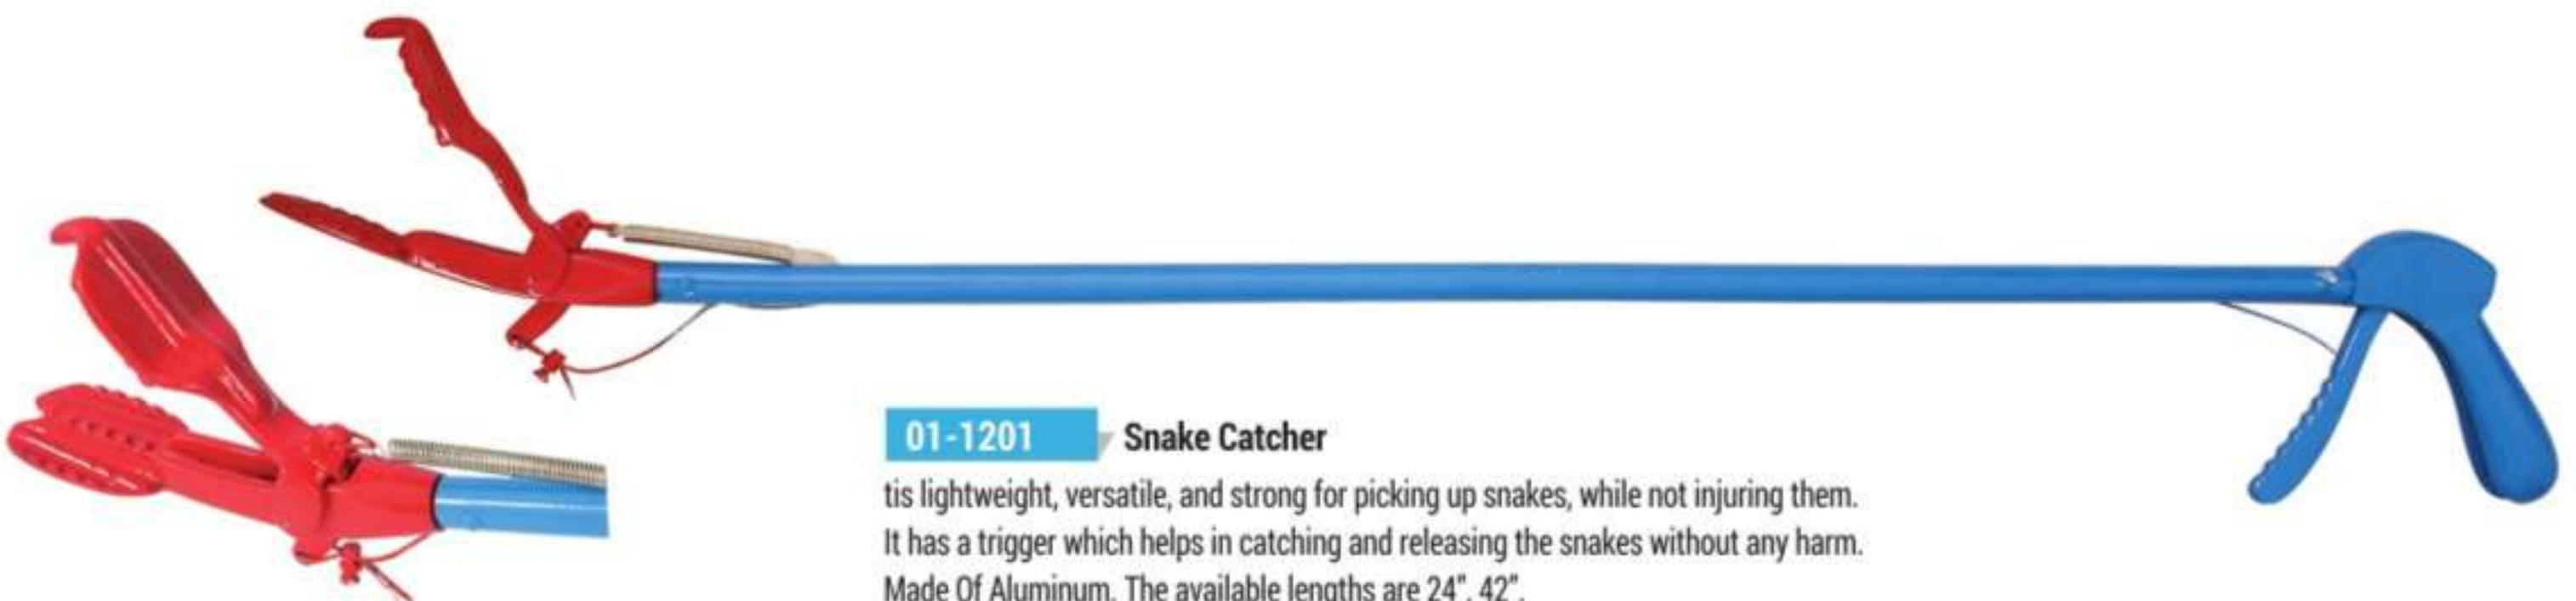 01-1201 Snake Catcher
tis lightweight, versatile, and strong for picking up snakes, while not injuring them.
It has a trigger which helps in catching and releasing the snakes without any harm.
Made Of Aluminum. The available lengths are 24", 42".